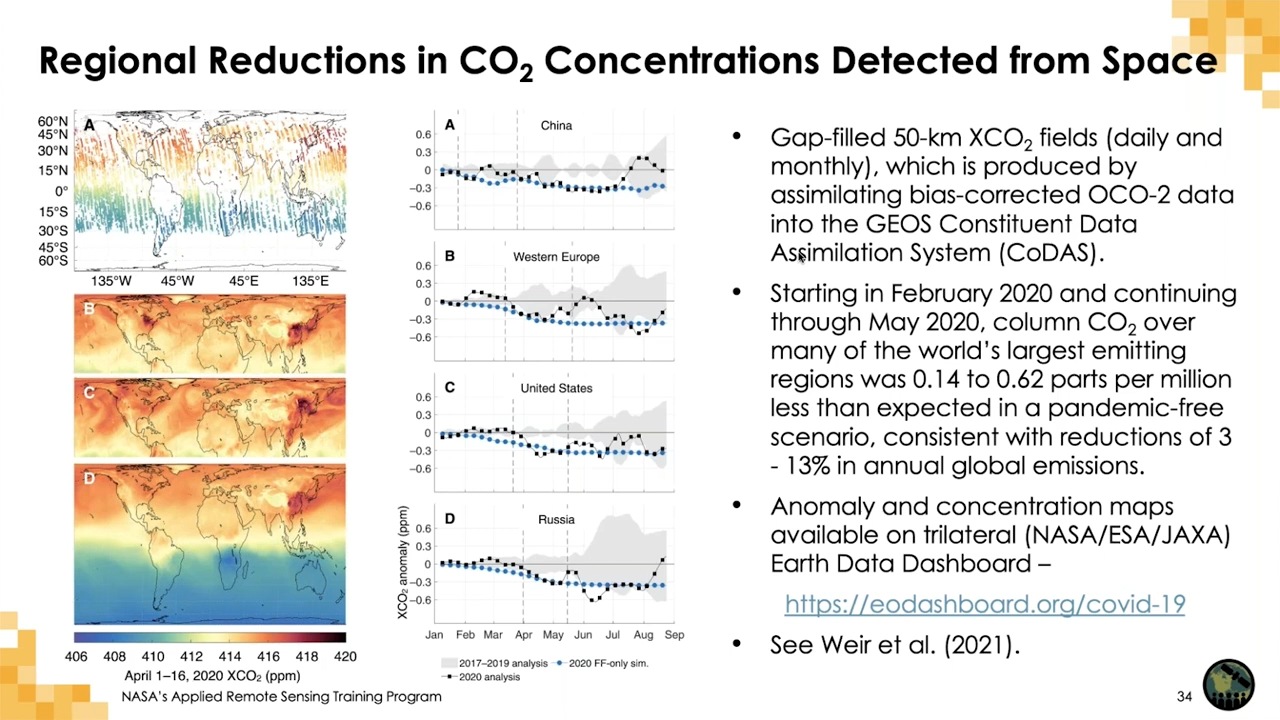 Regional Reductions in CO₂ Concentrations Detected from Space
A
60°N
45°N
30°N
15°N
0°
15°S
30°S
45°S
60°S
135°W 45°W 45°E 135°E
B
C
D
406 408 410 412 414 416 418 420
April 1–16, 2020 XCO₂ (ppm)
A China
0.6
0.3
0
−0.3
−0.6
B Western Europe
0.6
0.3
0
−0.3
−0.6
C United States
0.6
0.3
0
−0.3
−0.6
D Russia
0.6
0.3
0
−0.3
−0.6
XCO₂ anomaly (ppm)
Jan Feb Mar Apr May Jun Jul Aug Sep
2017–2019 analysis 2020 FF-only sim.
2020 analysis
• Gap-filled 50-km XCO₂ fields (daily and
monthly), which is produced by
assimilating bias-corrected OCO-2 data
into the GEOS Constituent Data
Assimilation System (CoDAS).
• Starting in February 2020 and continuing
through May 2020, column CO₂ over
many of the world's largest emitting
regions was 0.14 to 0.62 parts per million
less than expected in a pandemic-free
scenario, consistent with reductions of 3
- 13% in annual global emissions.
• Anomaly and concentration maps
available on trilateral (NASA/ESA/JAXA)
Earth Data Dashboard –
https://eodashboard.org/covid-19
• See Weir et al. (2021).
NASA's Applied Remote Sensing Training Program
34